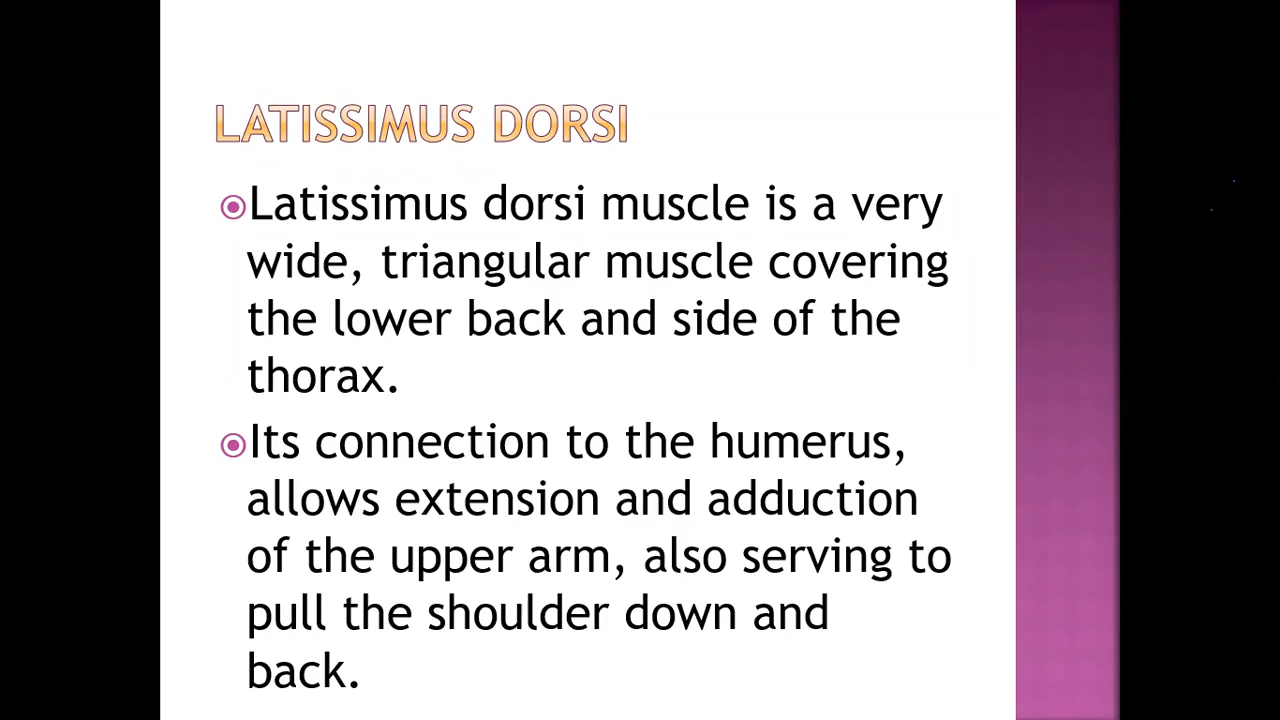 LATISSIMUS DORSI
Latissimus dorsi muscle is a very
wide, triangular muscle covering
the lower back and side of the
thorax.
Its connection to the humerus,
allows extension and adduction
of the upper arm, also serving to
pull the shoulder down and
back.